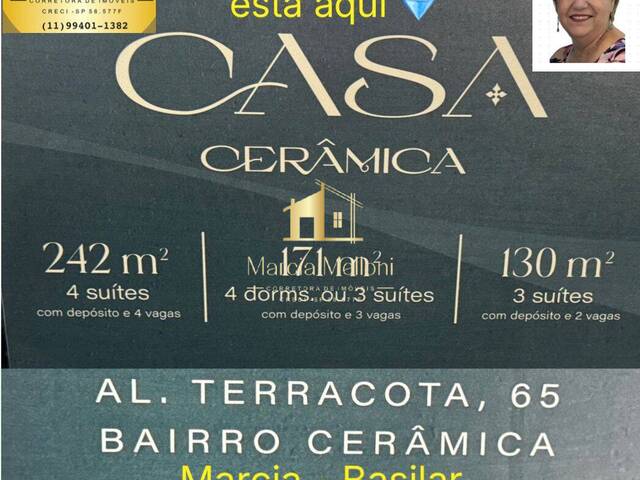 CORRETORA DE IMÓVEIS
CRECI - SP 58.577F
(11)99401-1382
está aqui 💎
CASA
CERÂMICA
242 m²
4 suítes
com depósito e 4 vagas
171 m²
4 dorms. ou 3 suítes
com depósito e 3 vagas
130 m²
3 suítes
com depósito e 2 vagas
Marcia Melloni
CORRETORA DE IMÓVEIS
AL. TERRACOTA, 65
BAIRRO CERÂMICA